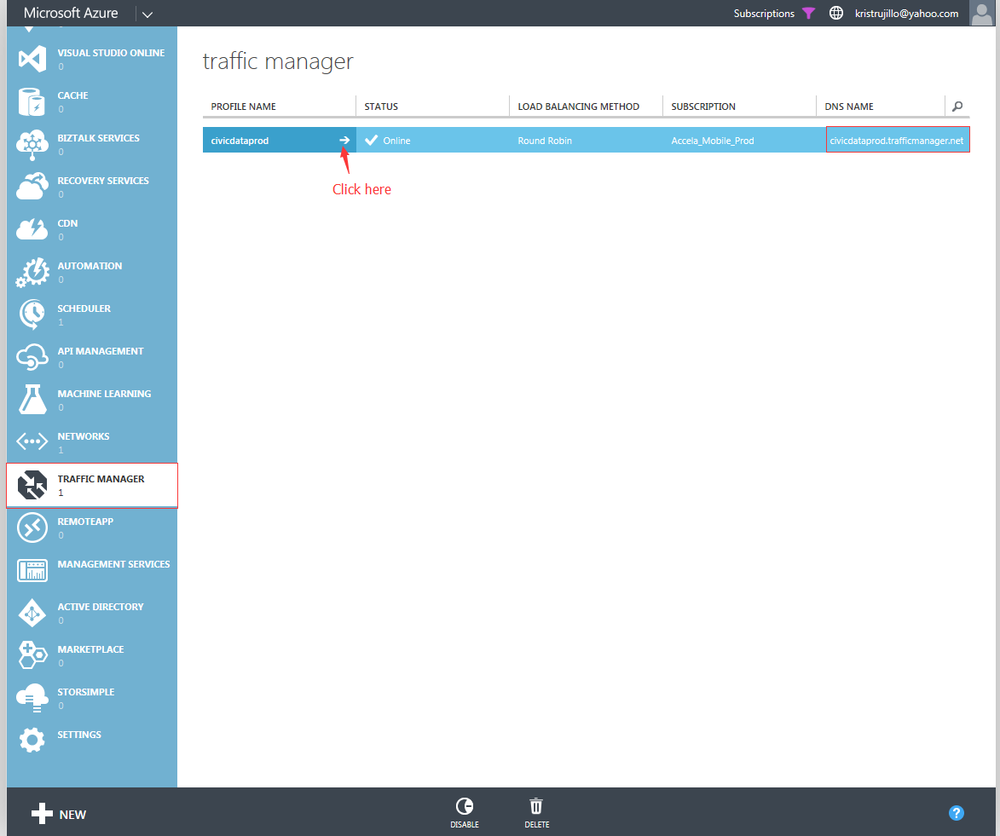 Microsoft Azure
Subscriptions
kristrujillo@yahoo.com
VISUAL STUDIO ONLINE
0
CACHE
0
BIZTALK SERVICES
0
RECOVERY SERVICES
0
CDN
0
AUTOMATION
0
SCHEDULER
1
API MANAGEMENT
0
MACHINE LEARNING
0
NETWORKS
1
TRAFFIC MANAGER
1
REMOTEAPP
0
MANAGEMENT SERVICES
ACTIVE DIRECTORY
0
MARKETPLACE
0
STORSIMPLE
0
SETTINGS
traffic manager
PROFILE NAME STATUS LOAD BALANCING METHOD SUBSCRIPTION DNS NAME
civicdataprod Online Round Robin Accela_Mobile_Prod civicdataprod.trafficmanager.net
Click here
NEW
DISABLE
DELETE
?